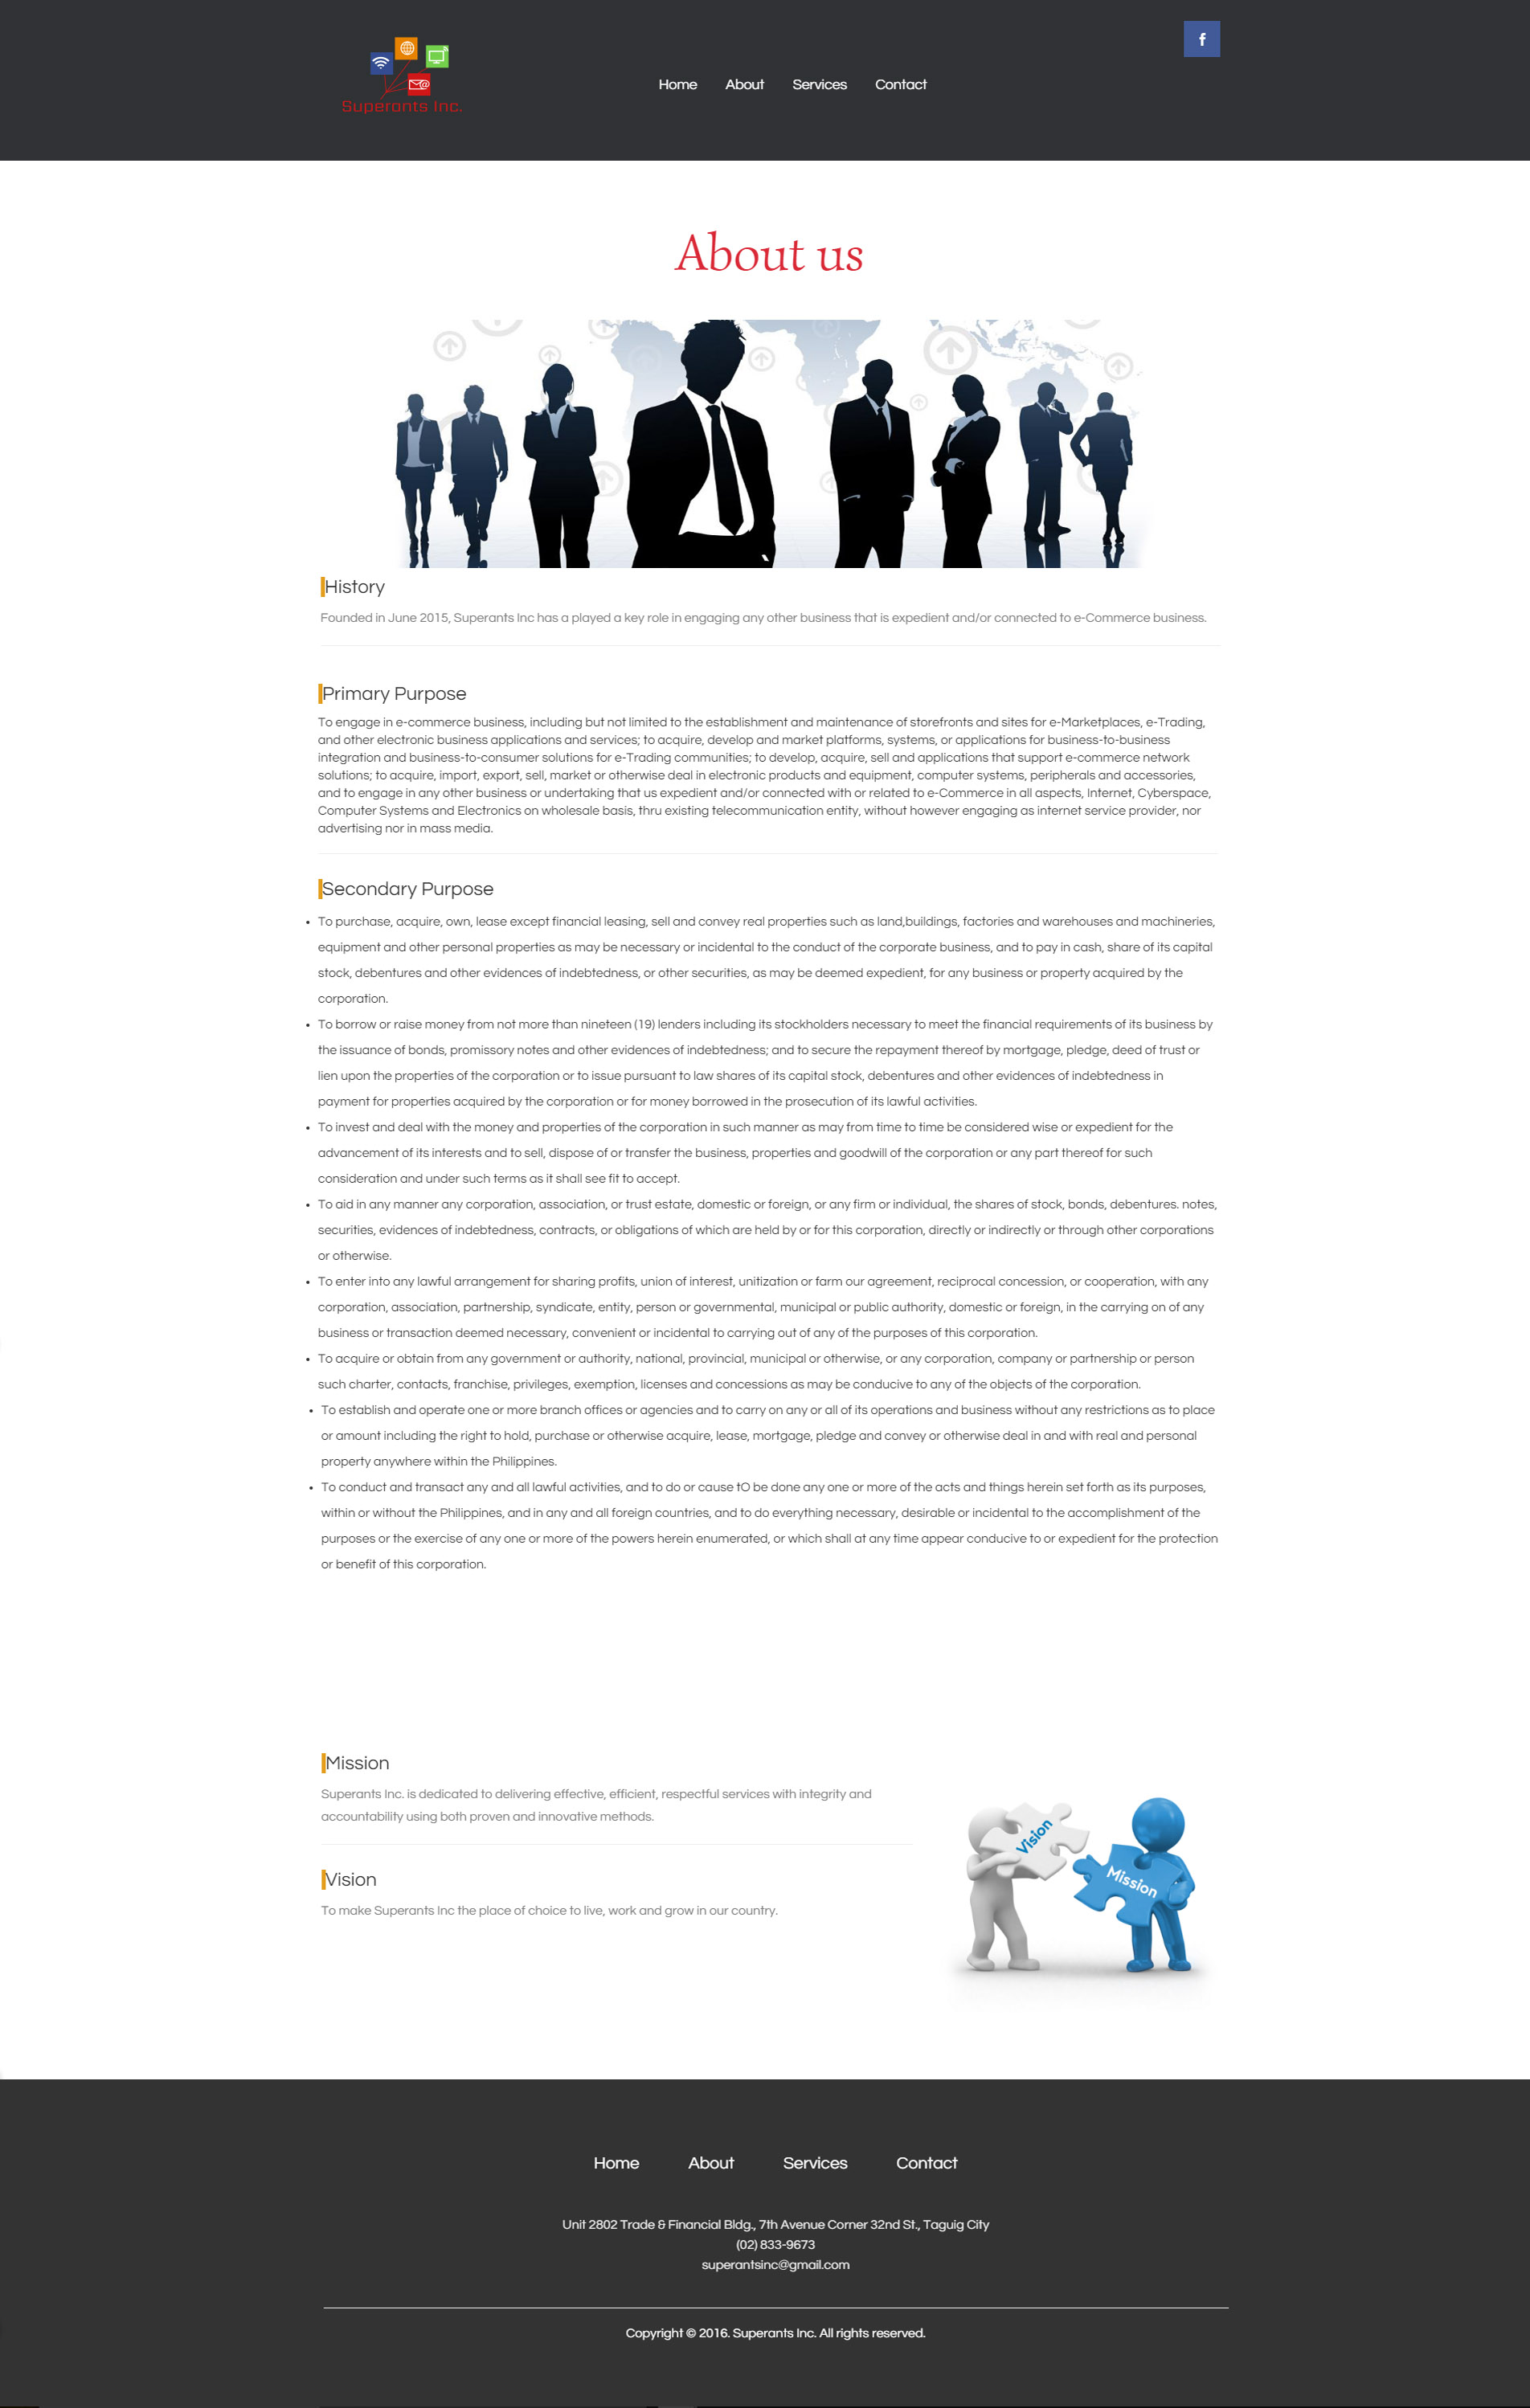 Superants Inc.
Home About Services Contact
f
About us
History
Founded in June 2015, Superants Inc has a played a key role in engaging any other business that is expedient and/or connected to e-Commerce business.
Primary Purpose
To engage in e-commerce business, including but not limited to the establishment and maintenance of storefronts and sites for e-Marketplaces, e-Trading,
and other electronic business applications and services; to acquire, develop and market platforms, systems, or applications for business-to-business
integration and business-to-consumer solutions for e-Trading communities; to develop, acquire, sell and applications that support e-commerce network
solutions; to acquire, import, export, sell, market or otherwise deal in electronic products and equipment, computer systems, peripherals and accessories,
and to engage in any other business or undertaking that us expedient and/or connected with or related to e-Commerce in all aspects, Internet, Cyberspace,
Computer Systems and Electronics on wholesale basis, thru existing telecommunication entity, without however engaging as internet service provider, nor
advertising nor in mass media.
Secondary Purpose
• To purchase, acquire, own, lease except financial leasing, sell and convey real properties such as land,buildings, factories and warehouses and machineries,
equipment and other personal properties as may be necessary or incidental to the conduct of the corporate business, and to pay in cash, share of its capital
stock, debentures and other evidences of indebtedness, or other securities, as may be deemed expedient, for any business or property acquired by the
corporation.
• To borrow or raise money from not more than nineteen (19) lenders including its stockholders necessary to meet the financial requirements of its business by
the issuance of bonds, promissory notes and other evidences of indebtedness; and to secure the repayment thereof by mortgage, pledge, deed of trust or
lien upon the properties of the corporation or to issue pursuant to law shares of its capital stock, debentures and other evidences of indebtedness in
payment for properties acquired by the corporation or for money borrowed in the prosecution of its lawful activities.
• To invest and deal with the money and properties of the corporation in such manner as may from time to time be considered wise or expedient for the
advancement of its interests and to sell, dispose of or transfer the business, properties and goodwill of the corporation or any part thereof for such
consideration and under such terms as it shall see fit to accept.
• To aid in any manner any corporation, association, or trust estate, domestic or foreign, or any firm or individual, the shares of stock, bonds, debentures. notes,
securities, evidences of indebtedness, contracts, or obligations of which are held by or for this corporation, directly or indirectly or through other corporations
or otherwise.
• To enter into any lawful arrangement for sharing profits, union of interest, unitization or farm our agreement, reciprocal concession, or cooperation, with any
corporation, association, partnership, syndicate, entity, person or governmental, municipal or public authority, domestic or foreign, in the carrying on of any
business or transaction deemed necessary, convenient or incidental to carrying out of any of the purposes of this corporation.
• To acquire or obtain from any government or authority, national, provincial, municipal or otherwise, or any corporation, company or partnership or person
such charter, contacts, franchise, privileges, exemption, licenses and concessions as may be conducive to any of the objects of the corporation.
• To establish and operate one or more branch offices or agencies and to carry on any or all of its operations and business without any restrictions as to place
or amount including the right to hold, purchase or otherwise acquire, lease, mortgage, pledge and convey or otherwise deal in and with real and personal
property anywhere within the Philippines.
• To conduct and transact any and all lawful activities, and to do or cause tO be done any one or more of the acts and things herein set forth as its purposes,
within or without the Philippines, and in any and all foreign countries, and to do everything necessary, desirable or incidental to the accomplishment of the
purposes or the exercise of any one or more of the powers herein enumerated, or which shall at any time appear conducive to or expedient for the protection
or benefit of this corporation.
Mission
Superants Inc. is dedicated to delivering effective, efficient, respectful services with integrity and
accountability using both proven and innovative methods.
Vision
To make Superants Inc the place of choice to live, work and grow in our country.
Vision
Mission
Home About Services Contact
Unit 2802 Trade & Financial Bldg., 7th Avenue Corner 32nd St., Taguig City
(02) 833-9673
superantsinc@gmail.com
Copyright © 2016. Superants Inc. All rights reserved.